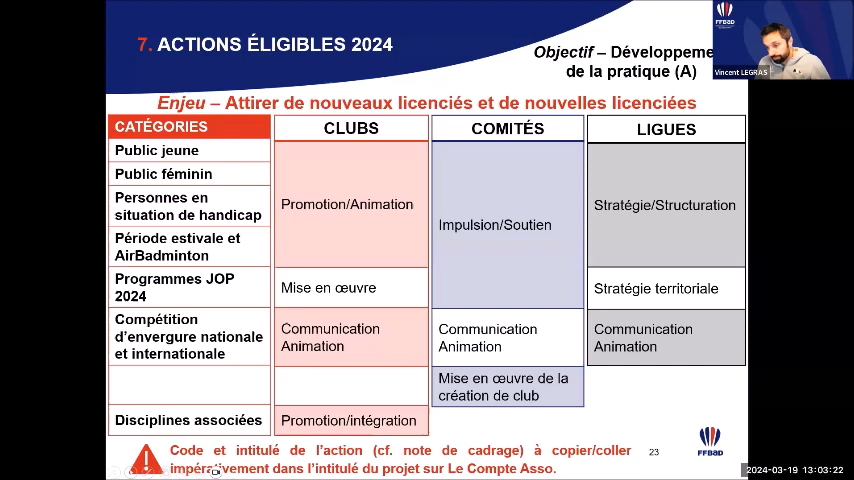 7. ACTIONS ÉLIGIBLES 2024
Objectif – Développeme
de la pratique (A)
FFBaD
Vincent LEGRAS
Enjeu – Attirer de nouveaux licenciés et de nouvelles licenciées
CATÉGORIES
CLUBS
COMITÉS
LIGUES
Public jeune
Public féminin
Personnes en
situation de handicap
Période estivale et
AirBadminton
Promotion/Animation
Impulsion/Soutien
Stratégie/Structuration
Programmes JOP
2024
Mise en œuvre
Stratégie territoriale
Compétition
d'envergure nationale
et internationale
Communication
Animation
Communication
Animation
Communication
Animation
Mise en œuvre de la
création de club
Disciplines associées
Promotion/intégration
Code et intitulé de l'action (cf. note de cadrage) à copier/coller
impérativement dans l'intitulé du projet sur Le Compte Asso.
23
FFBaD
2024-03-19 13:03:22